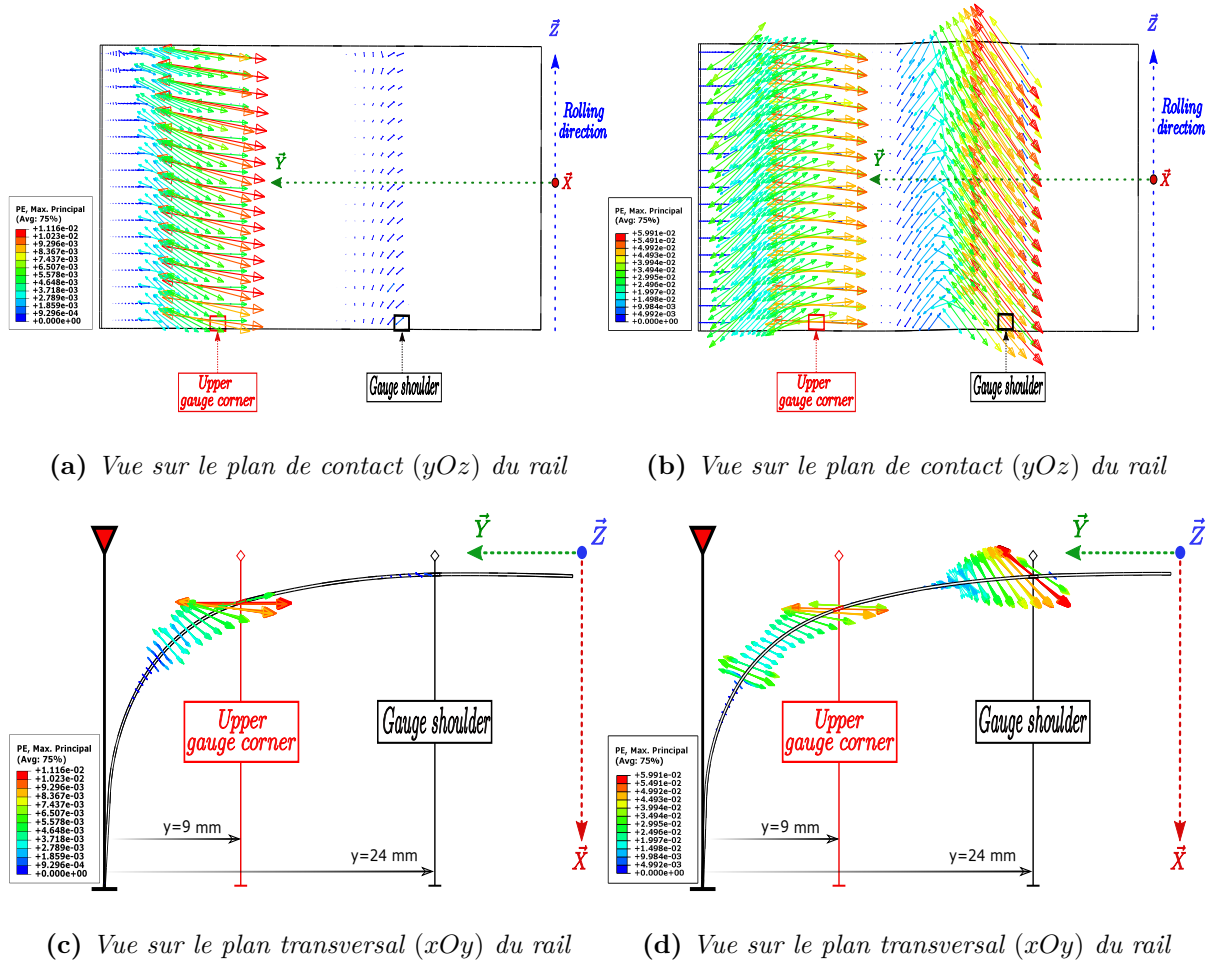 Z⃗
Rolling
direction
Y⃗
X⃗
PE, Max. Principal
(Avg: 75%)
+1.116e-02
+1.023e-02
+9.296e-03
+8.367e-03
+7.437e-03
+6.507e-03
+5.578e-03
+4.648e-03
+3.718e-03
+2.789e-03
+1.859e-03
+9.296e-04
+0.000e+00
Upper
gauge corner
Gauge shoulder
(a) Vue sur le plan de contact (yOz) du rail
Z⃗
Rolling
direction
Y⃗
X⃗
PE, Max. Principal
(Avg: 75%)
+5.991e-02
+5.491e-02
+4.992e-02
+4.493e-02
+3.994e-02
+3.494e-02
+2.995e-02
+2.496e-02
+1.997e-02
+1.498e-02
+9.984e-03
+4.992e-03
+0.000e+00
Upper
gauge corner
Gauge shoulder
(b) Vue sur le plan de contact (yOz) du rail
Y⃗
Z⃗
Upper
gauge corner
Gauge shoulder
PE, Max. Principal
(Avg: 75%)
+1.116e-02
+1.023e-02
+9.296e-03
+8.367e-03
+7.437e-03
+6.507e-03
+5.578e-03
+4.648e-03
+3.718e-03
+2.789e-03
+1.859e-03
+9.296e-04
+0.000e+00
y=9 mm
y=24 mm
X⃗
(c) Vue sur le plan transversal (xOy) du rail
Y⃗
Z⃗
Upper
gauge corner
Gauge shoulder
PE, Max. Principal
(Avg: 75%)
+5.991e-02
+5.491e-02
+4.992e-02
+4.493e-02
+3.994e-02
+3.494e-02
+2.995e-02
+2.496e-02
+1.997e-02
+1.498e-02
+9.984e-03
+4.992e-03
+0.000e+00
y=9 mm
y=24 mm
X⃗
(d) Vue sur le plan transversal (xOy) du rail